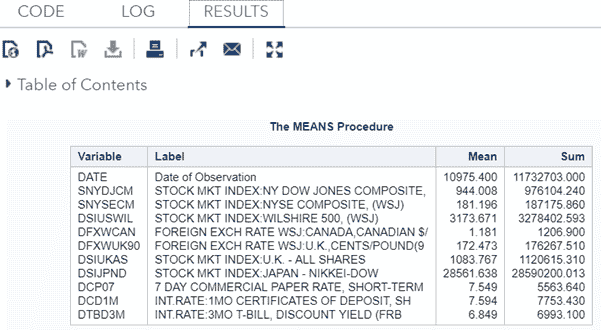 CODE LOG RESULTS
Table of Contents
The MEANS Procedure
Variable Label Mean Sum
DATE Date of Observation 10975.400 11732703.000
SNYDJCM STOCK MKT INDEX:NY DOW JONES COMPOSITE, 944.008 976104.240
SNYSECM STOCK MKT INDEX:NYSE COMPOSITE, (WSJ) 181.196 187175.860
DSIUSWIL STOCK MKT INDEX:WILSHIRE 500, (WSJ) 3173.671 3278402.593
DFXWCAN FOREIGN EXCH RATE WSJ:CANADA,CANADIAN $/ 1.181 1206.900
DFXWUK90 FOREIGN EXCH RATE WSJ:U.K.,CENTS/POUND(9 172.473 176267.510
DSIUKAS STOCK MKT INDEX:U.K. - ALL SHARES 1083.767 1120615.310
DSIJPND STOCK MKT INDEX:JAPAN - NIKKEI-DOW 28561.638 28590200.013
DCP07 7 DAY COMMERCIAL PAPER RATE, SHORT-TERM 7.549 5563.640
DCD1M INT.RATE:1MO CERTIFICATES OF DEPOSIT, SH 7.594 7753.430
DTBD3M INT.RATE:3MO T-BILL, DISCOUNT YIELD (FRB 6.849 6993.100